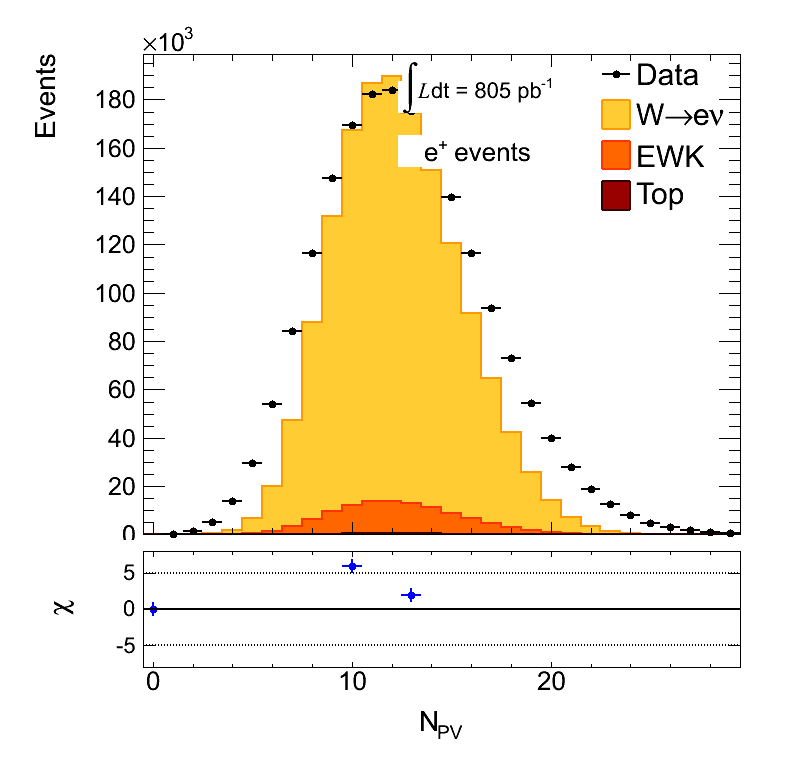 ×10³
Events
180
160
140
120
100
80
60
40
20
0
∫ Ldt = 805 pb⁻¹
e⁺ events
Data
W→eν
EWK
Top
χ
5
0
-5
0 10 20
N_PV